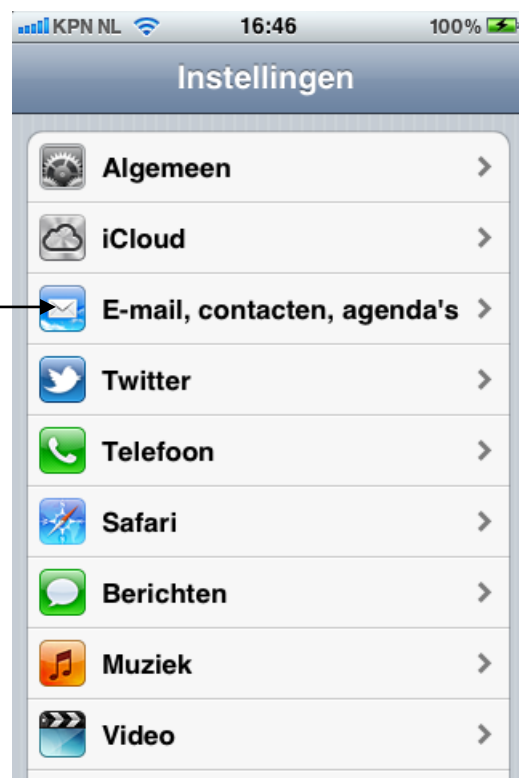 KPN NL 16:46 100%
Instellingen
Algemeen
iCloud
E-mail, contacten, agenda's
Twitter
Telefoon
Safari
Berichten
Muziek
Video